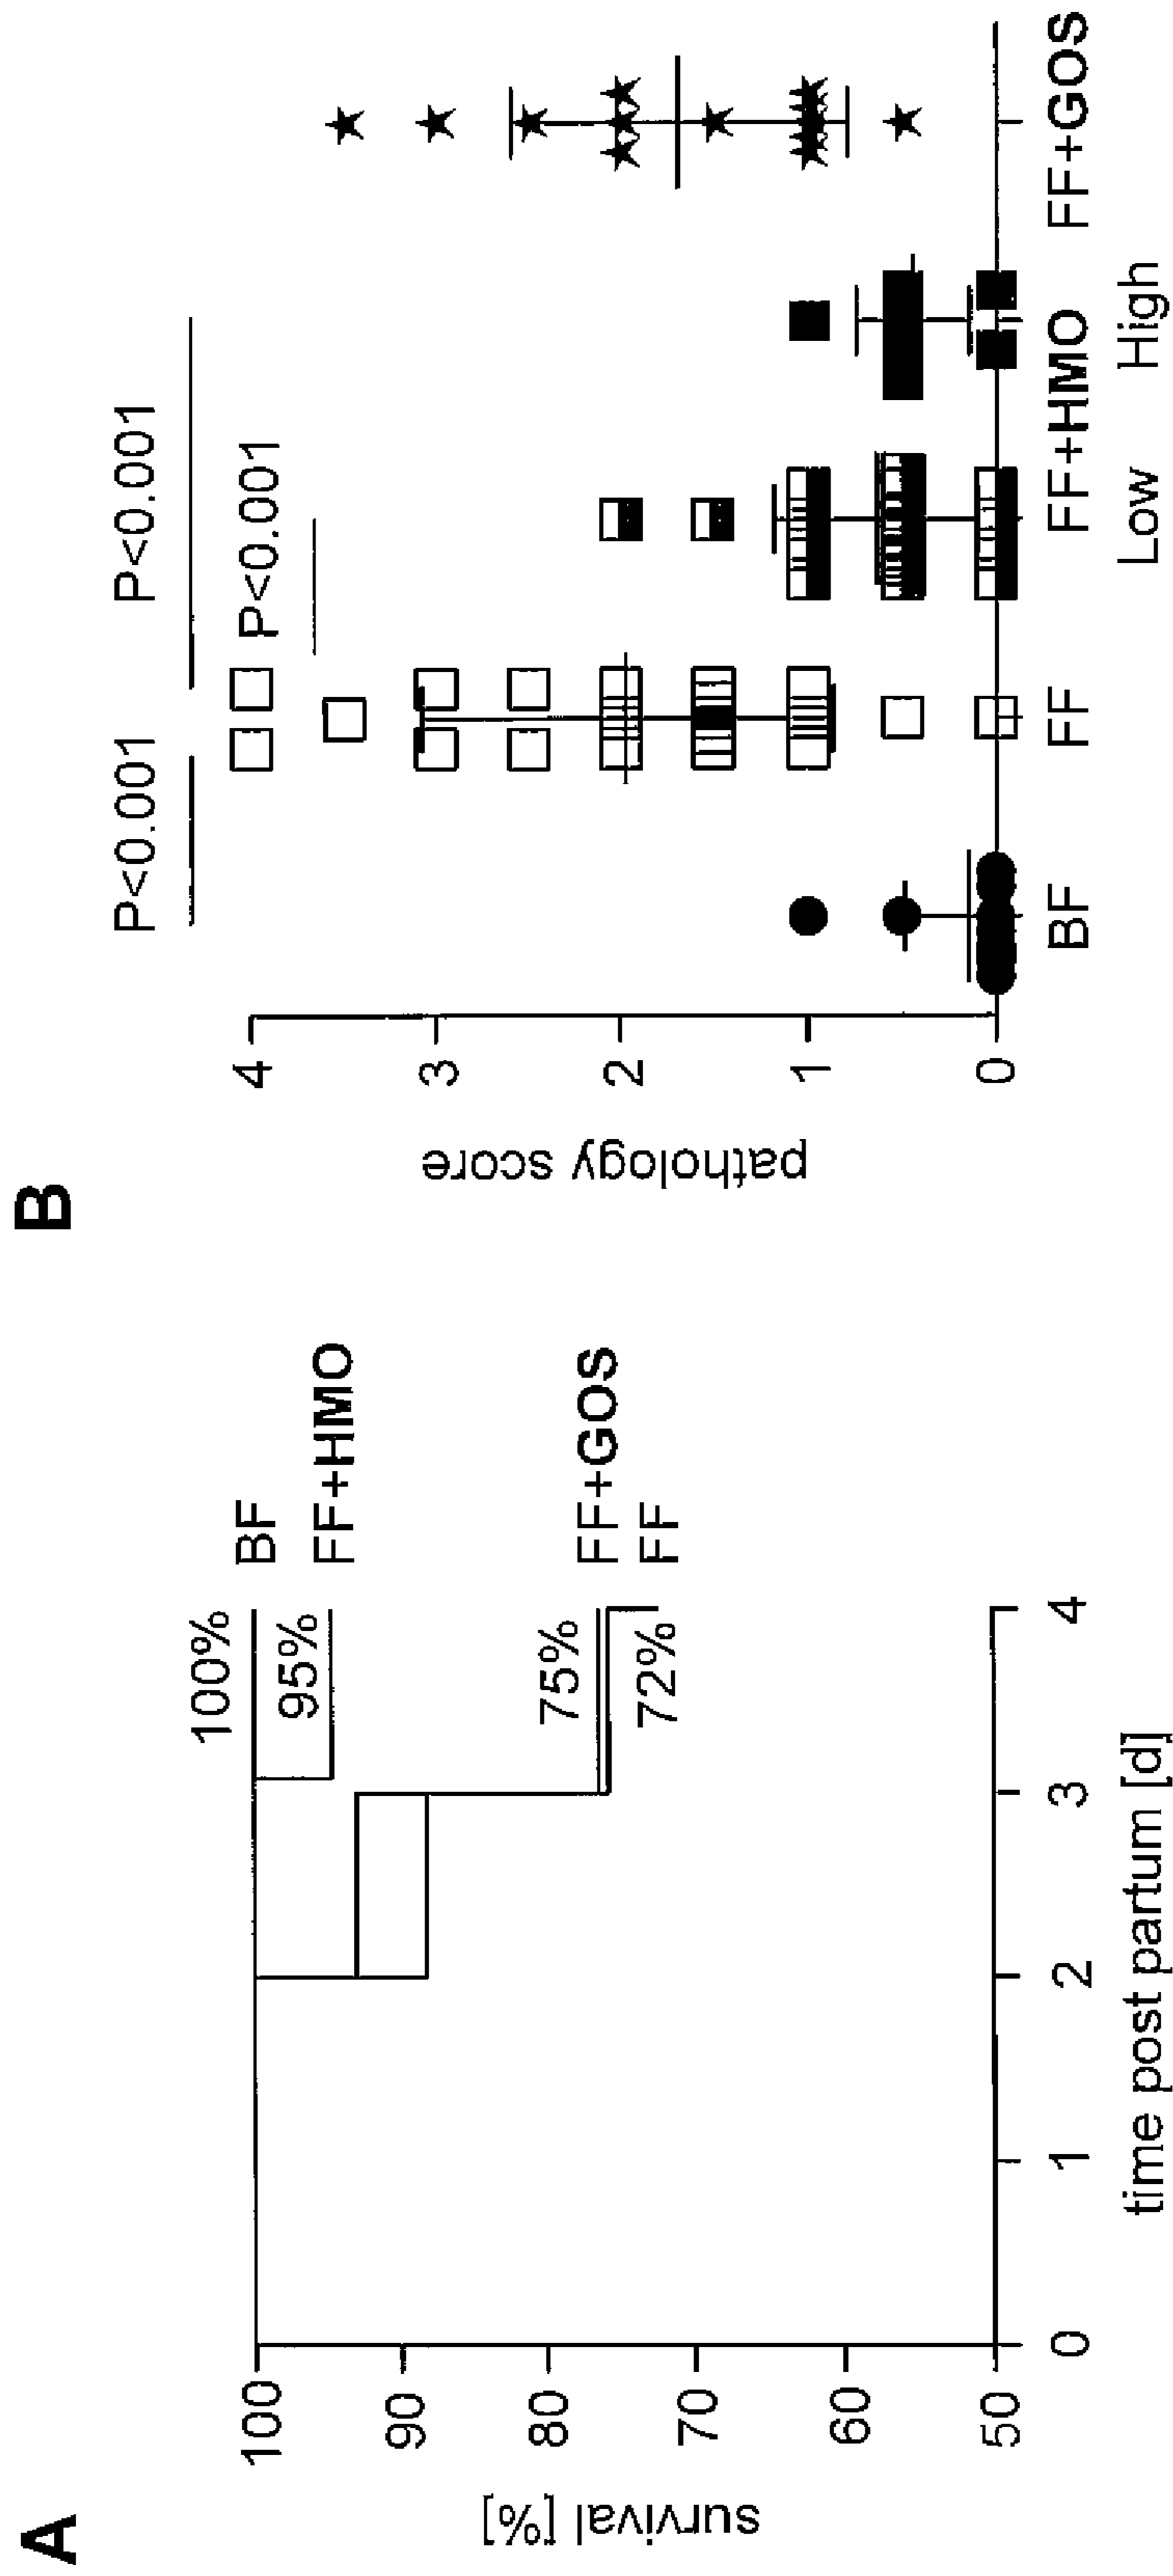 A
survival [%]
100
90
80
70
60
50
0
1
2
3
4
time post partum [d]
100%
95%
75%
72%
BF
FF+HMO
FF+GOS
FF
B
pathology score
4
3
2
1
0
P<0.001
P<0.001
P<0.001
BF
FF
FF+HMO
FF+GOS
Low
High